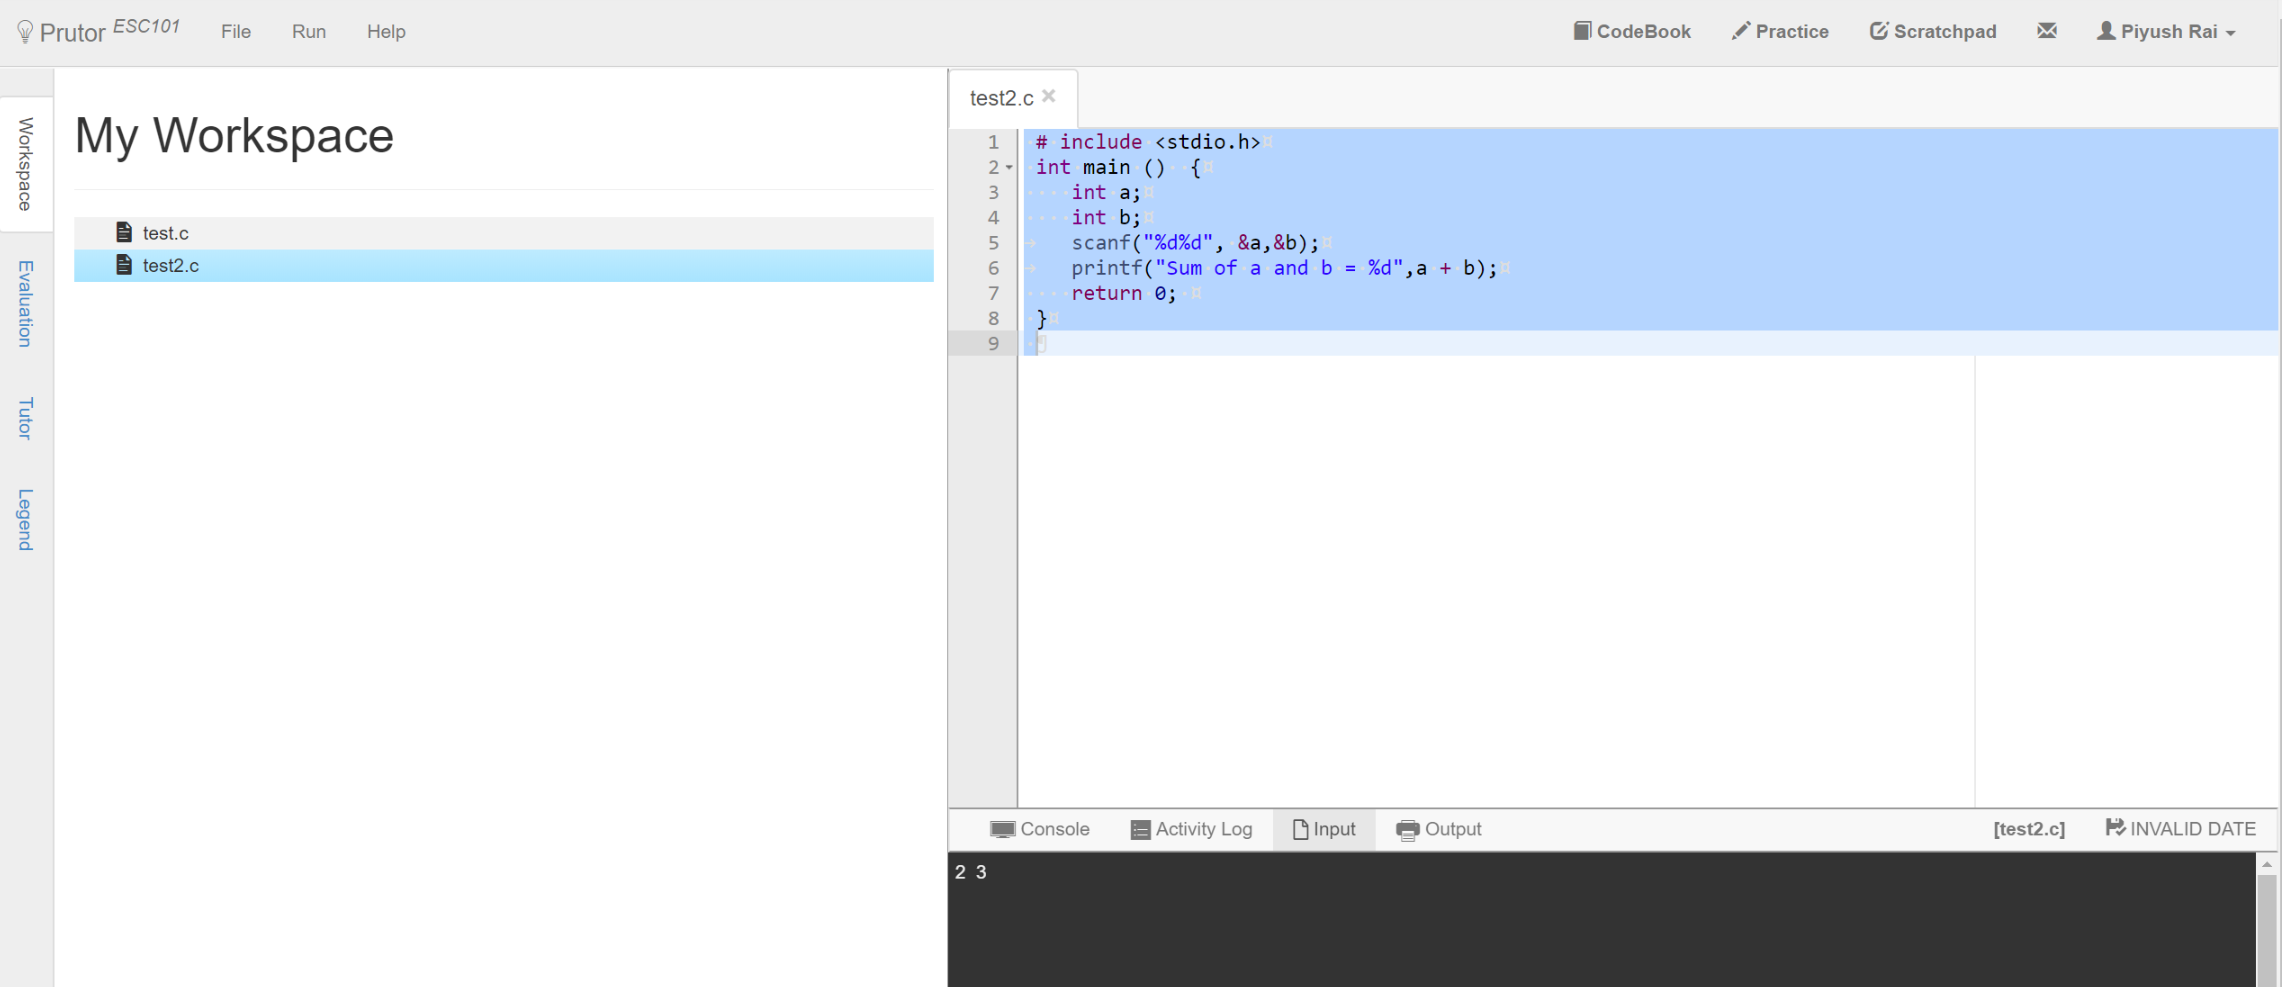 Prutor ESC101 File Run Help CodeBook Practice Scratchpad Piyush Rai
Workspace
Evaluation
Tutor
Legend
My Workspace
test.c
test2.c
test2.c
1 # include <stdio.h>
2 int main ()  {
3     int a;
4     int b;
5 scanf("%d%d", &a,&b);
6 printf("Sum of a and b = %d",a + b);
7     return 0;
8 }
9
Console Activity Log Input Output [test2.c] INVALID DATE
2 3